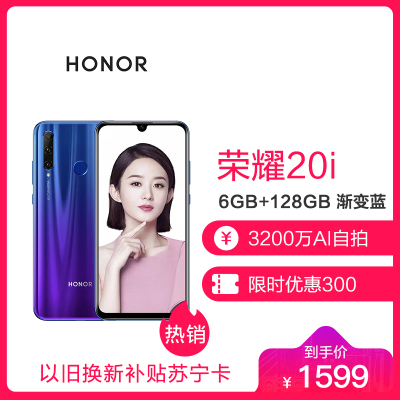 HONOR
荣耀20i
6GB+128GB 渐变蓝
¥ 3200万AI自拍
限时优惠300
HONOR
热销
以旧换新补贴苏宁卡
到手价
¥ 1599